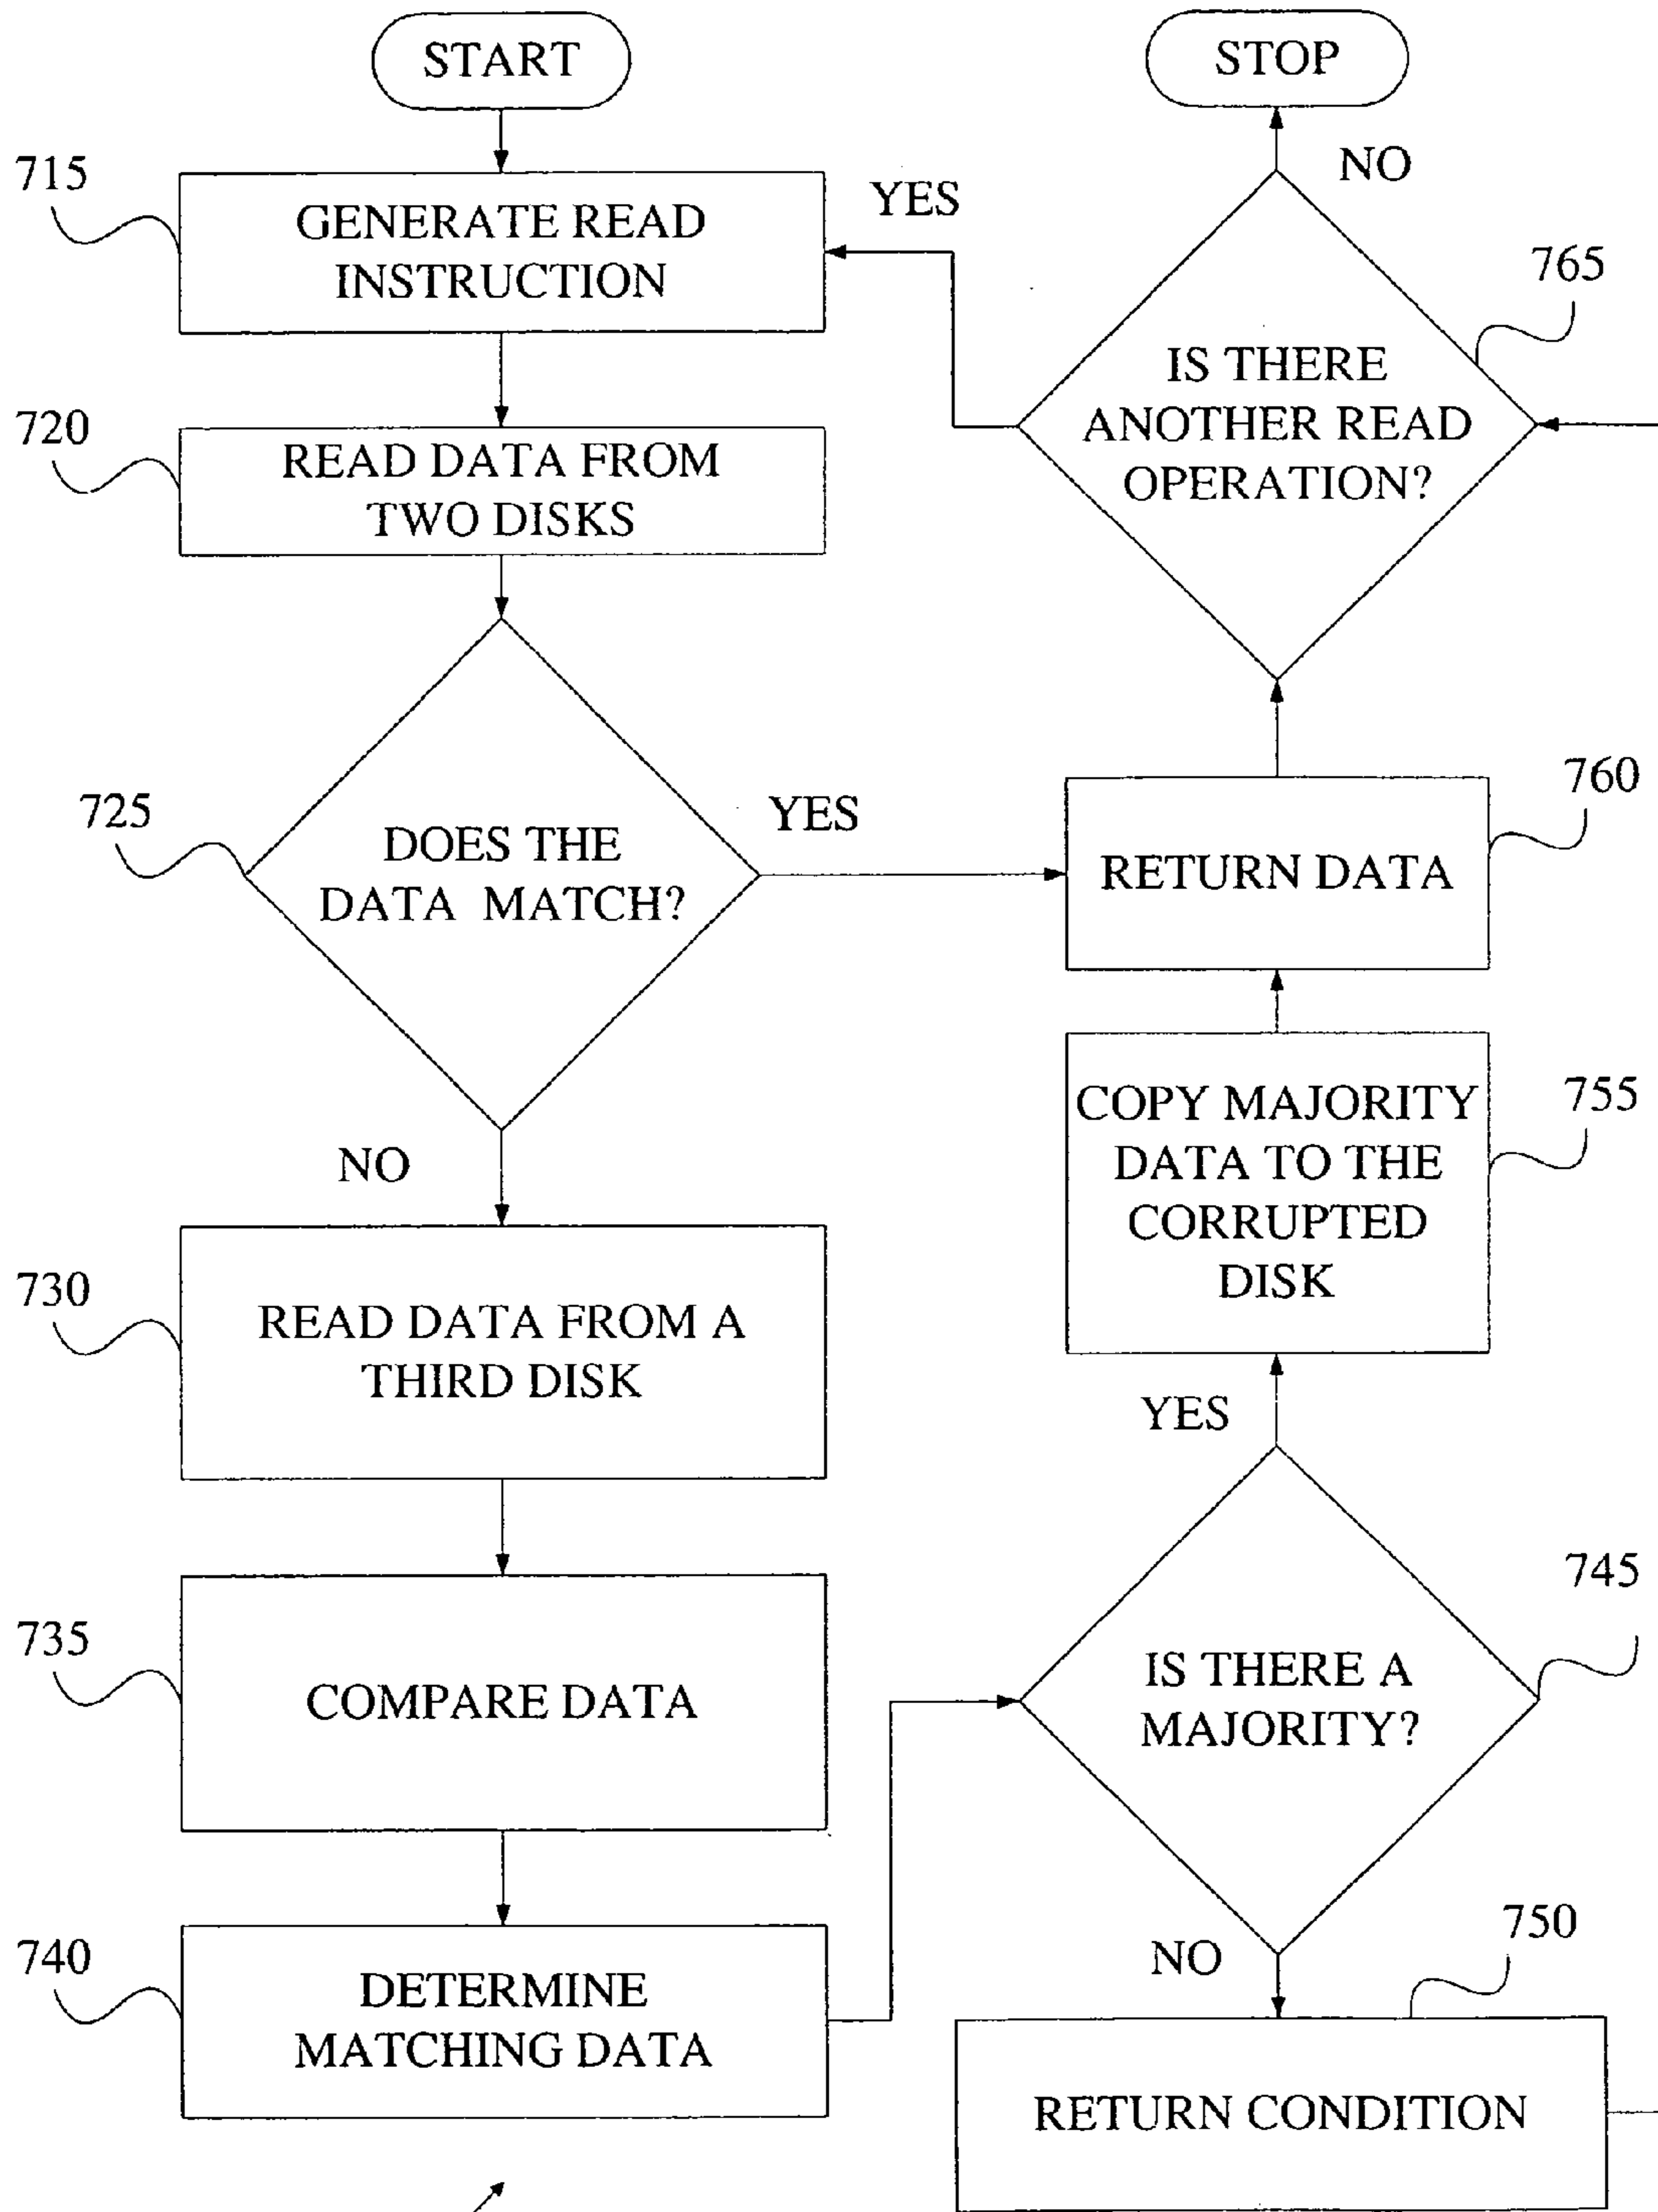 START
715
GENERATE READ
INSTRUCTION
720
READ DATA FROM
TWO DISKS
725
DOES THE
DATA MATCH?
YES
NO
730
READ DATA FROM A
THIRD DISK
735
COMPARE DATA
740
DETERMINE
MATCHING DATA
STOP
NO
YES
765
IS THERE
ANOTHER READ
OPERATION?
760
RETURN DATA
755
COPY MAJORITY
DATA TO THE
CORRUPTED
DISK
YES
745
IS THERE A
MAJORITY?
NO
750
RETURN CONDITION